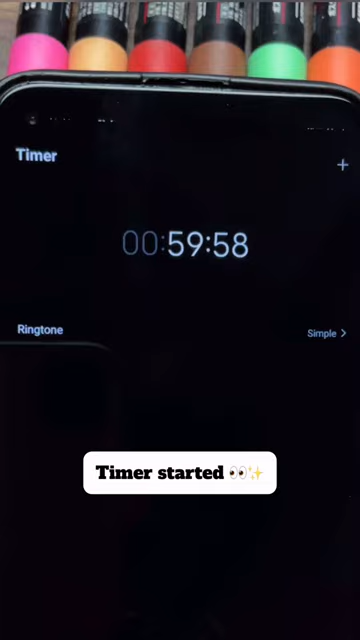 Timer
+
00:59:58
Ringtone
Simple >
Timer started 👀✨